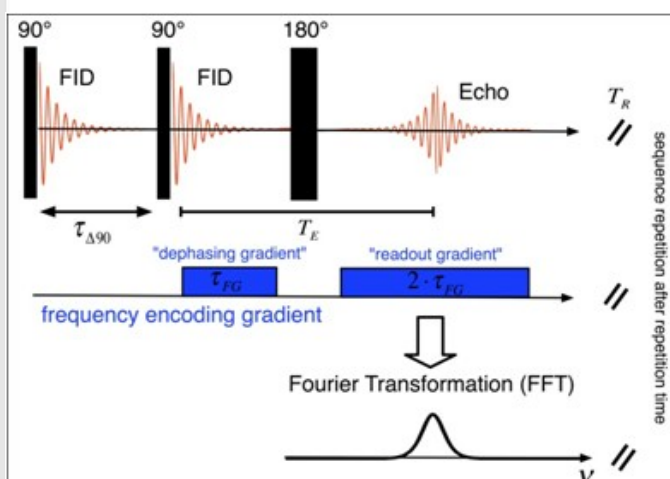 90° 90° 180°
FID FID Echo
T_R
τ_Δ90
T_E
"dephasing gradient" "readout gradient"
τ_FG 2 · τ_FG
frequency encoding gradient
Fourier Transformation (FFT)
ν
sequence repetition after repetition time